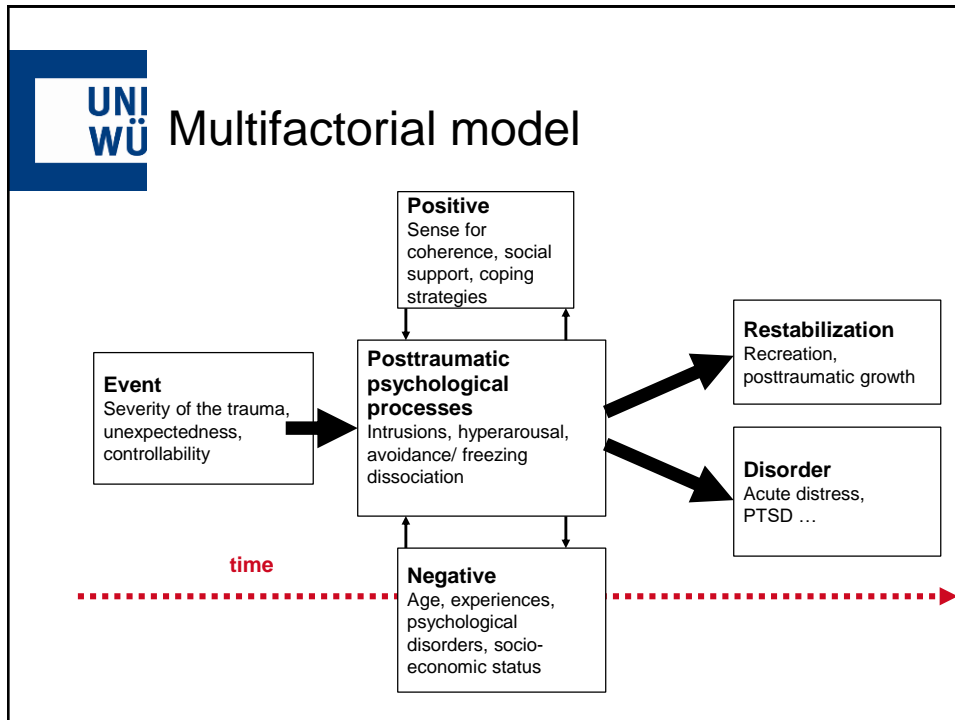 UNI
WÜ
Multifactorial model
Positive
Sense for
coherence, social
support, coping
strategies
Event
Severity of the trauma,
unexpectedness,
controllability
Posttraumatic
psychological
processes
Intrusions, hyperarousal,
avoidance/ freezing
dissociation
Restabilization
Recreation,
posttraumatic growth
Disorder
Acute distress,
PTSD …
time
Negative
Age, experiences,
psychological
disorders, socio-
economic status